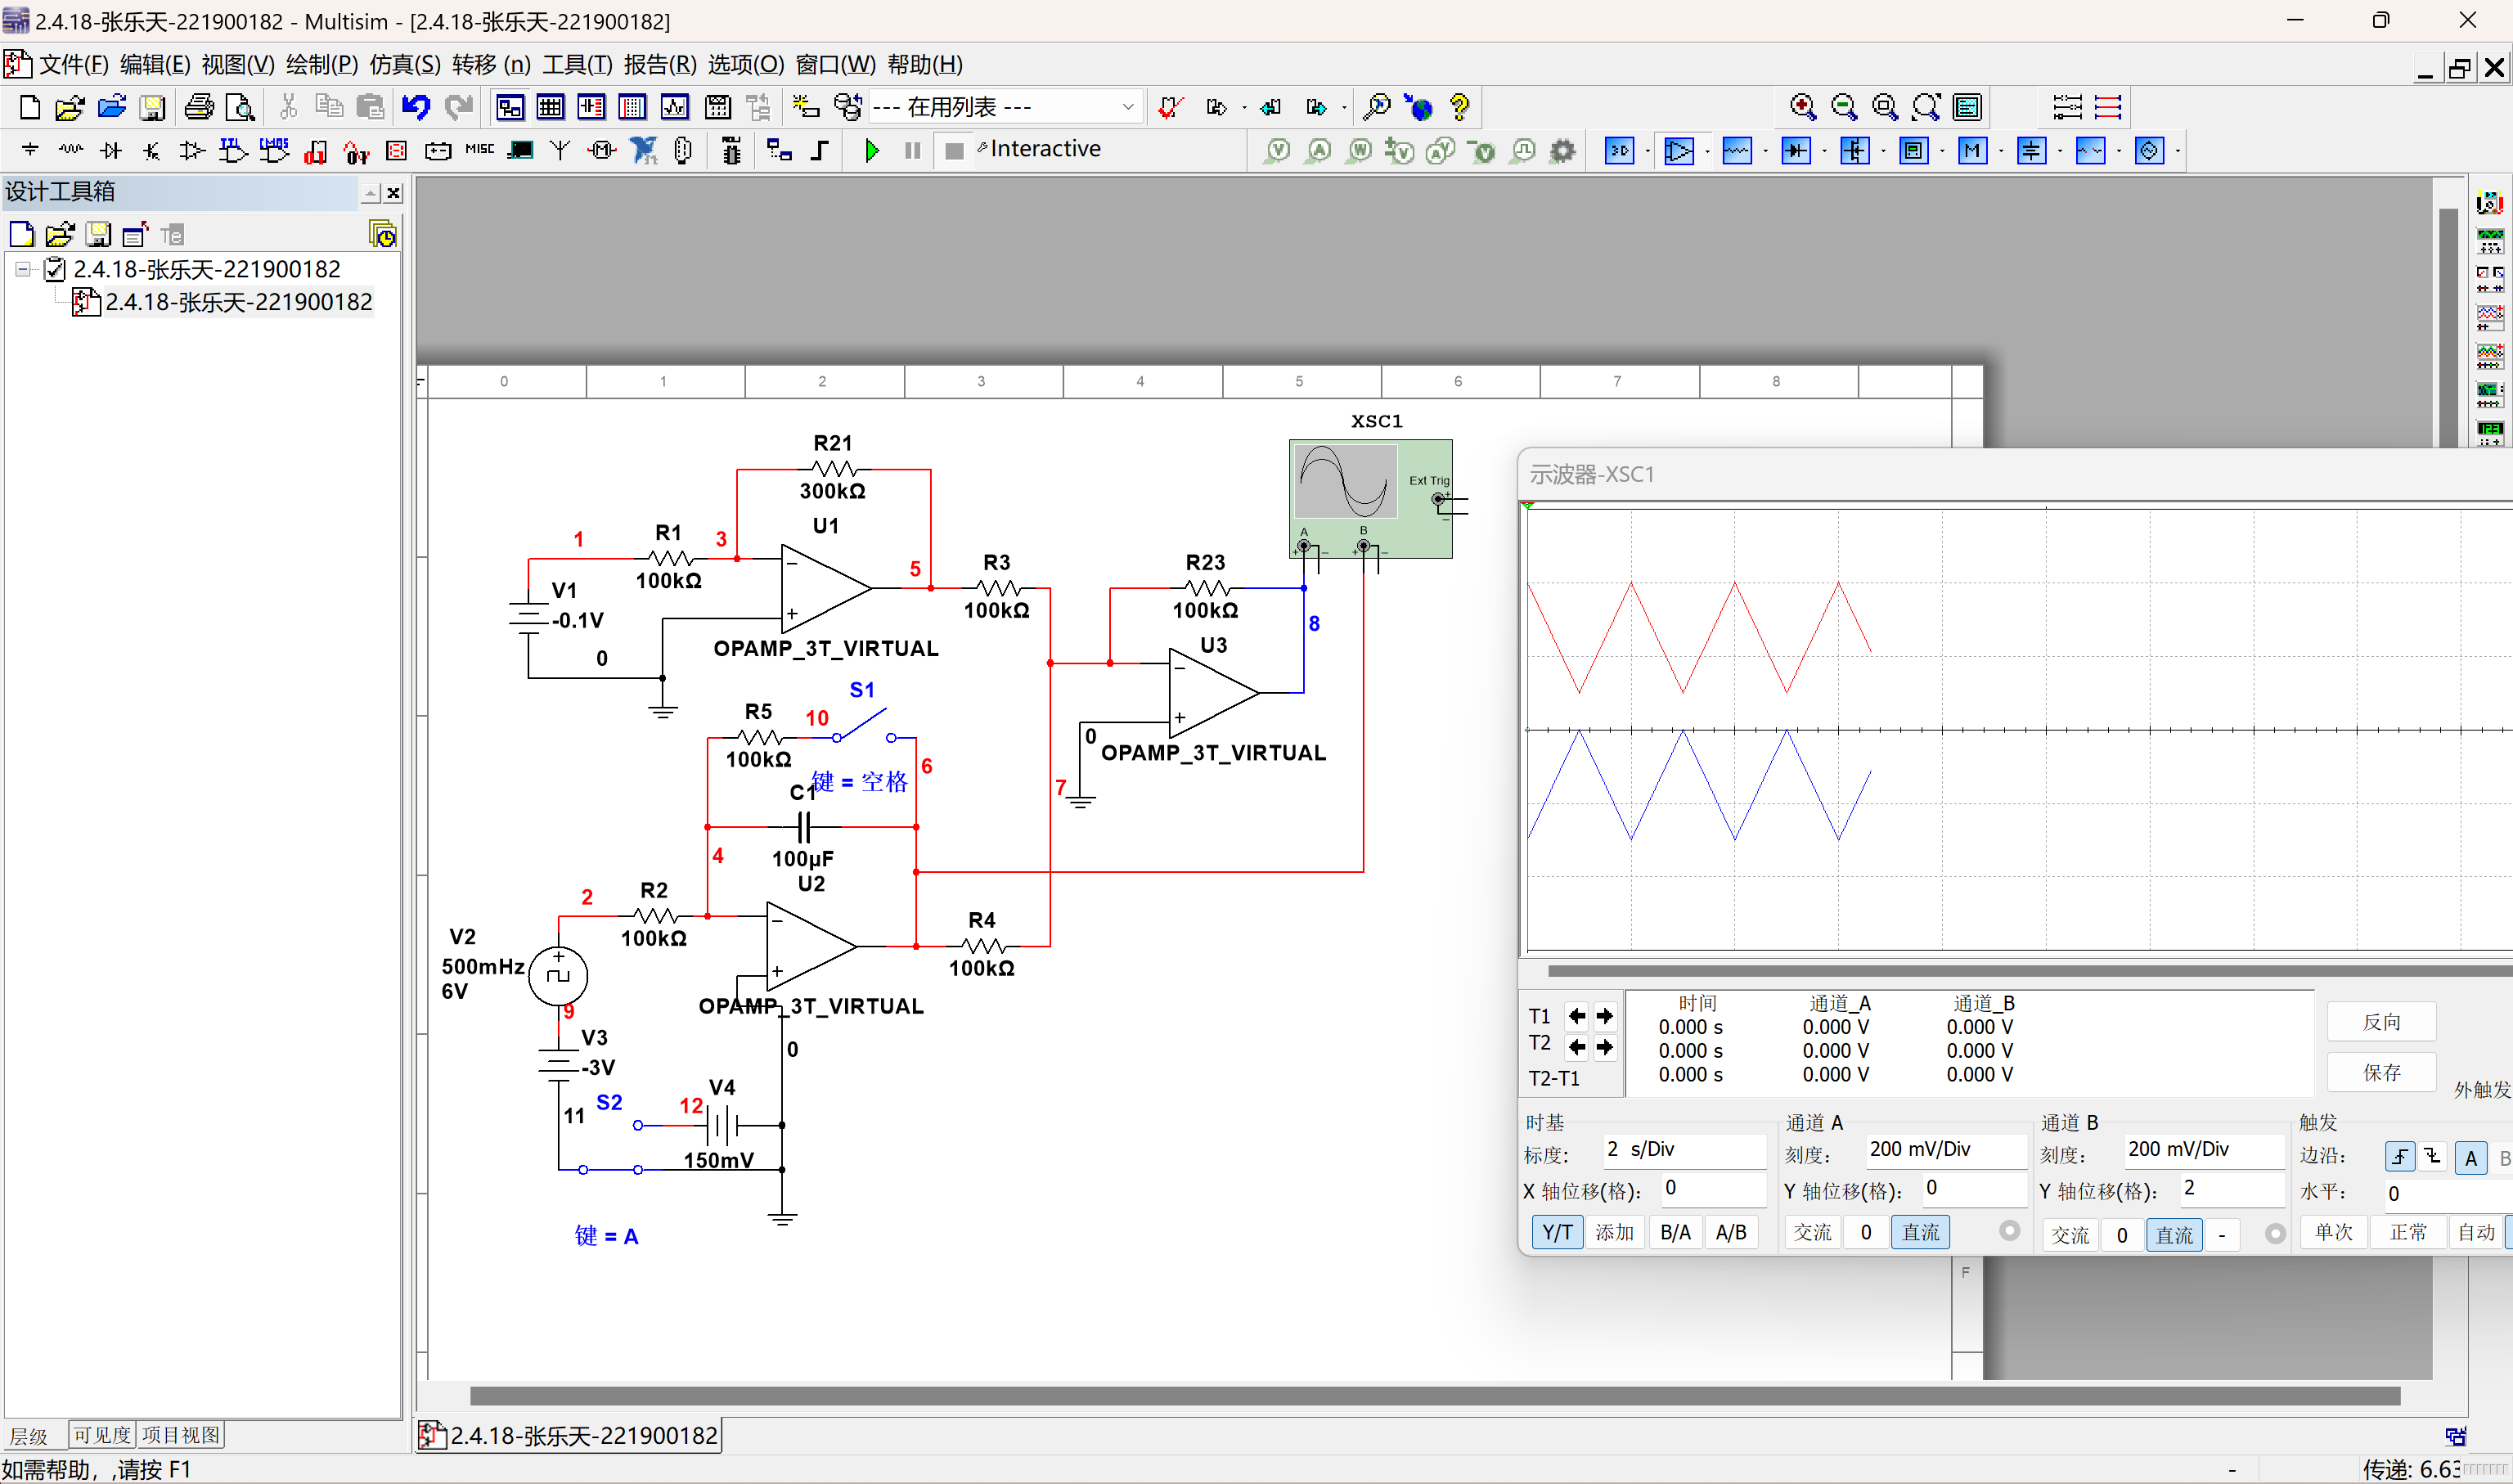 2.4.18-张乐天-221900182 - Multisim - [2.4.18-张乐天-221900182]
文件(F) 编辑(E) 视图(V) 绘制(P) 仿真(S) 转移 (n) 工具(T) 报告(R) 选项(O) 窗口(W) 帮助(H)
--- 在用列表 ---
Interactive
设计工具箱
2.4.18-张乐天-221900182
2.4.18-张乐天-221900182
0 1 2 3 4 5 6 7 8
XSC1
Ext Trig
A B
R21
300kΩ
U1
1
R1
100kΩ
3
5
R3
100kΩ
R23
100kΩ
8
V1
-0.1V
0
OPAMP_3T_VIRTUAL
U3
S1
R5
10
100kΩ
键 = 空格
6
C1
100µF
4
7
0
OPAMP_3T_VIRTUAL
U2
2
R2
100kΩ
R4
100kΩ
V2
500mHz
6V
9
OPAMP_3T_VIRTUAL
V3
-3V
0
11
S2
12
V4
150mV
键 = A
F
示波器-XSC1
T1
T2
T2-T1
时间 通道_A 通道_B
0.000 s 0.000 V 0.000 V
0.000 s 0.000 V 0.000 V
0.000 s 0.000 V 0.000 V
反向
保存
外触发
时基
标度: 2 s/Div
X 轴位移(格): 0
Y/T 添加 B/A A/B
通道 A
刻度: 200 mV/Div
Y 轴位移(格): 0
交流 0 直流
通道 B
刻度: 200 mV/Div
Y 轴位移(格): 2
交流 0 直流 -
触发
边沿: A B
水平: 0
单次 正常 自动
层级 可见度 项目视图
2.4.18-张乐天-221900182
如需帮助，,请按 F1
- 传递: 6.63